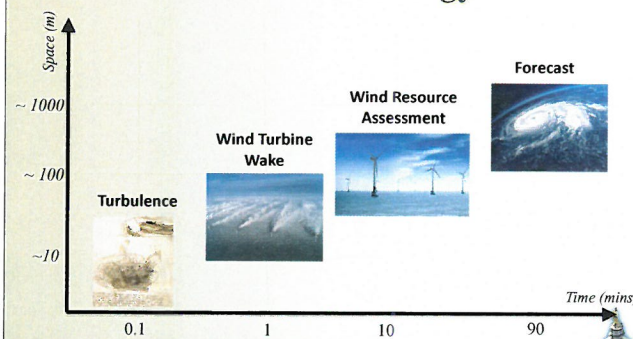 Space (m)
~ 1000
~ 100
~10
Forecast
Wind Resource
Assessment
Wind Turbine
Wake
Turbulence
Time (mins
0.1
1
10
90